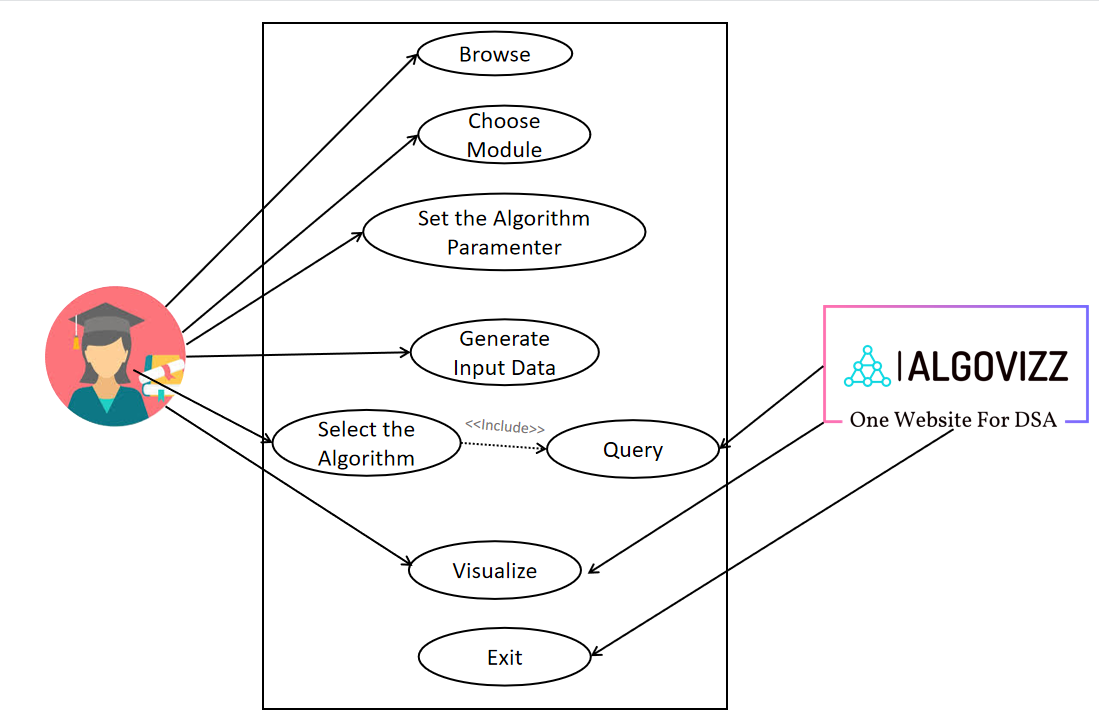 Browse
Choose
Module
Set the Algorithm
Paramenter
Generate
Input Data
Select the
Algorithm
<<Include>>
Query
Visualize
Exit
ALGOVIZZ
One Website For DSA